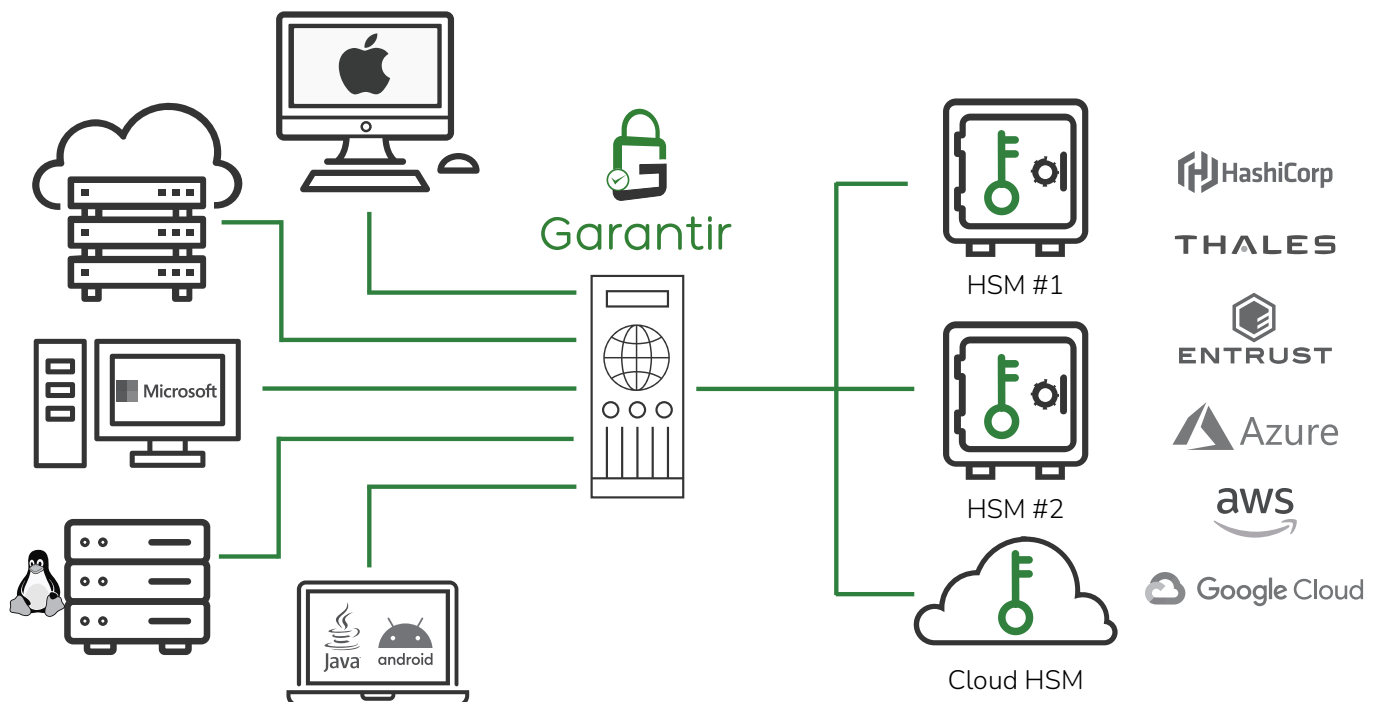 Garantir
Microsoft
Java
android
HSM #1
HSM #2
Cloud HSM
HashiCorp
THALES
ENTRUST
Azure
aws
Google Cloud